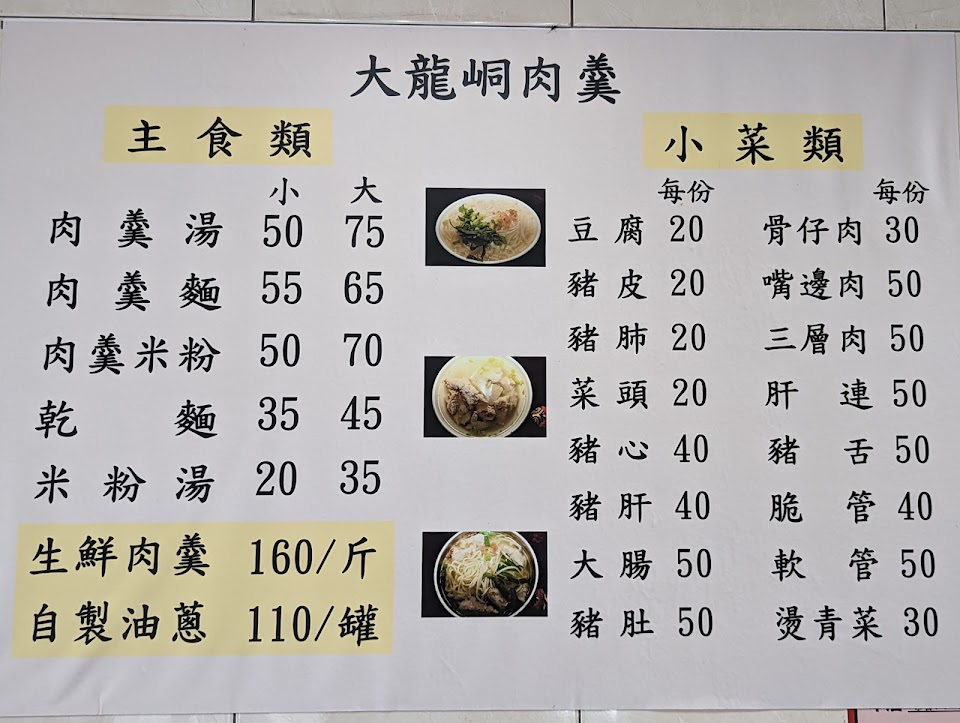 大龍峒肉羹
主食類
小 大
肉羹湯 50 75
肉羹麵 55 65
肉羹米粉 50 70
乾麵 35 45
米粉湯 20 35
生鮮肉羹 160/斤
自製油蔥 110/罐
小菜類
每份 每份
豆腐 20 骨仔肉 30
豬皮 20 嘴邊肉 50
豬肺 20 三層肉 50
菜頭 20 肝連 50
豬心 40 豬舌 50
豬肝 40 脆管 40
大腸 50 軟管 50
豬肚 50 燙青菜 30